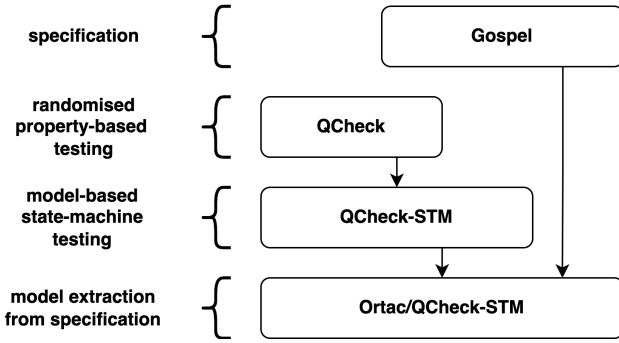 specification
Gospel
randomised
property-based
testing
QCheck
model-based
state-machine
testing
QCheck-STM
model extraction
from specification
Ortac/QCheck-STM